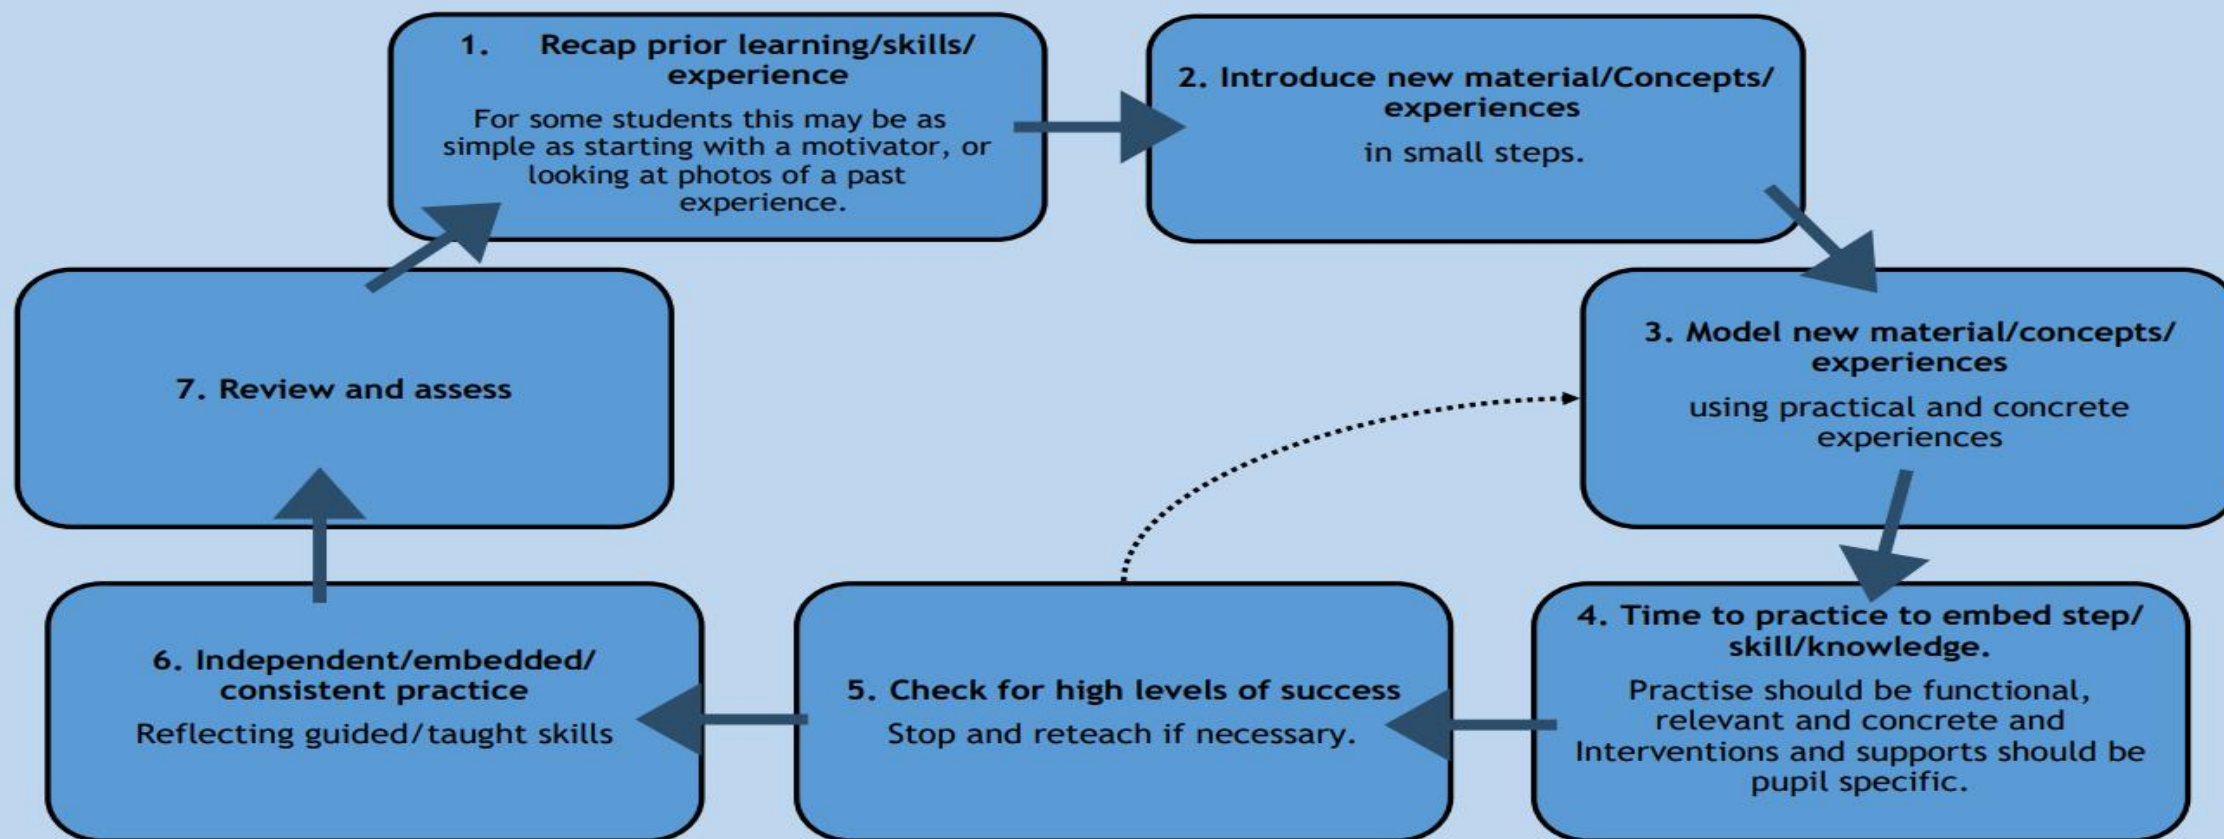 1. Recap prior learning/skills/
experience
For some students this may be as
simple as starting with a motivator, or
looking at photos of a past
experience.
2. Introduce new material/Concepts/
experiences
in small steps.
3. Model new material/concepts/
experiences
using practical and concrete
experiences
4. Time to practice to embed step/
skill/knowledge.
Practise should be functional,
relevant and concrete and
Interventions and supports should be
pupil specific.
5. Check for high levels of success
Stop and reteach if necessary.
6. Independent/embedded/
consistent practice
Reflecting guided/taught skills
7. Review and assess